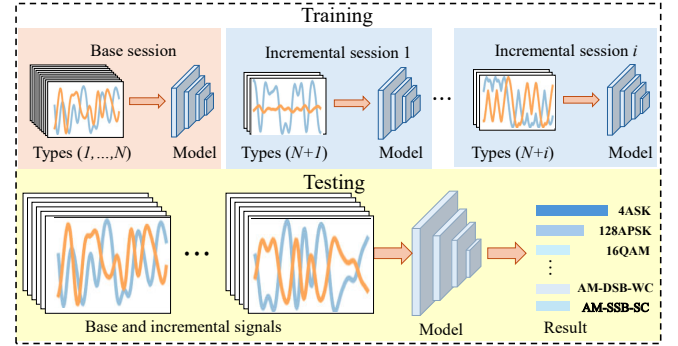 Training
Base session
Incremental session 1
Incremental session i
...
Types (1,...,N)
Model
Types (N+1)
Model
Types (N+i)
Model
Testing
...
4ASK
128APSK
16QAM
⋮
AM-DSB-WC
AM-SSB-SC
Base and incremental signals
Model
Result